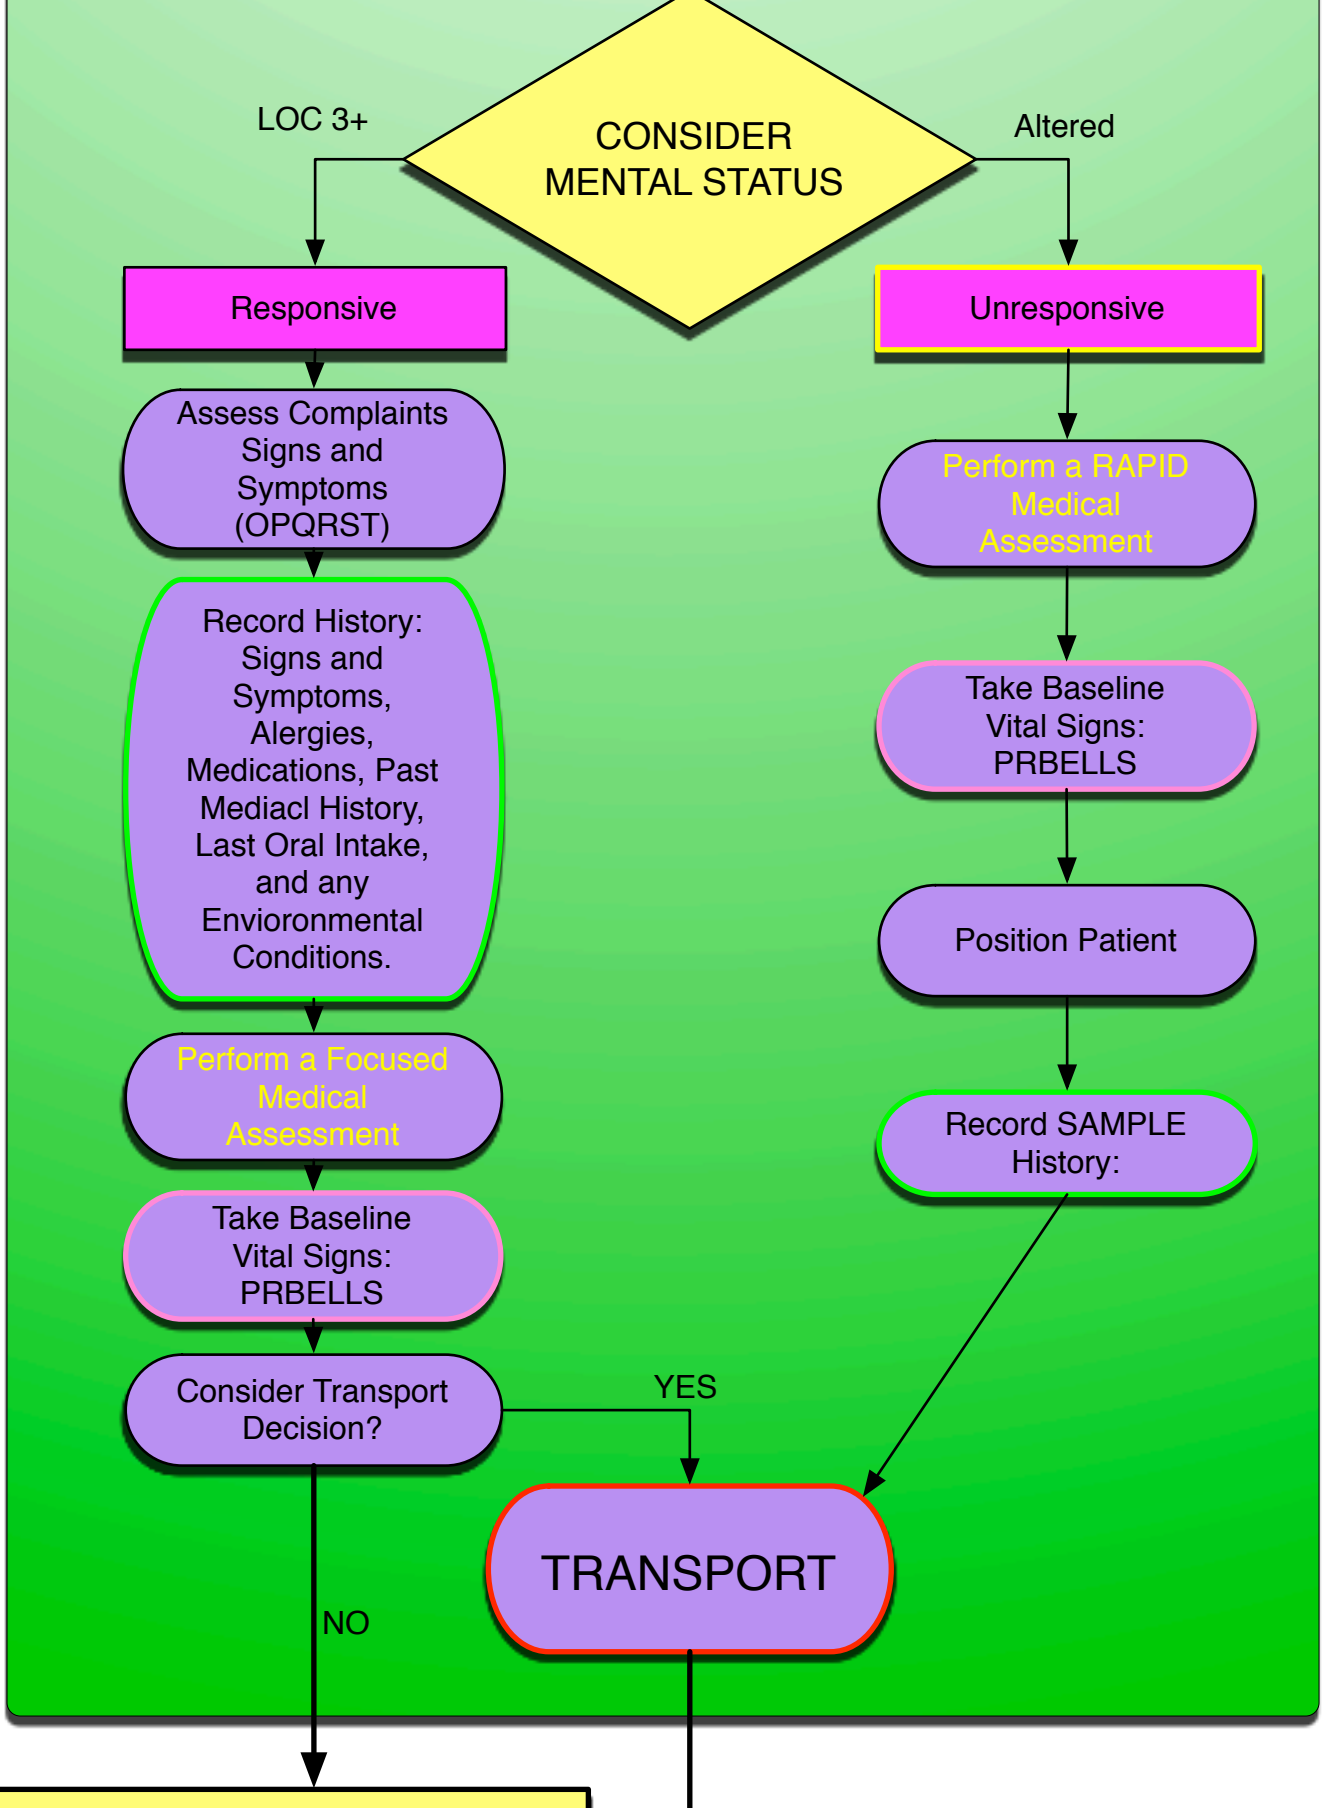 CONSIDER
MENTAL STATUS
LOC 3+
Altered
Responsive
Assess Complaints
Signs and
Symptoms
(OPQRST)
Record History:
Signs and
Symptoms,
Alergies,
Medications, Past
Mediacl History,
Last Oral Intake,
and any
Envioronmental
Conditions.
Perform a Focused
Medical
Assessment
Take Baseline
Vital Signs:
PRBELLS
Consider Transport
Decision?
YES
NO
Unresponsive
Perform a RAPID
Medical
Assessment
Take Baseline
Vital Signs:
PRBELLS
Position Patient
Record SAMPLE
History:
TRANSPORT